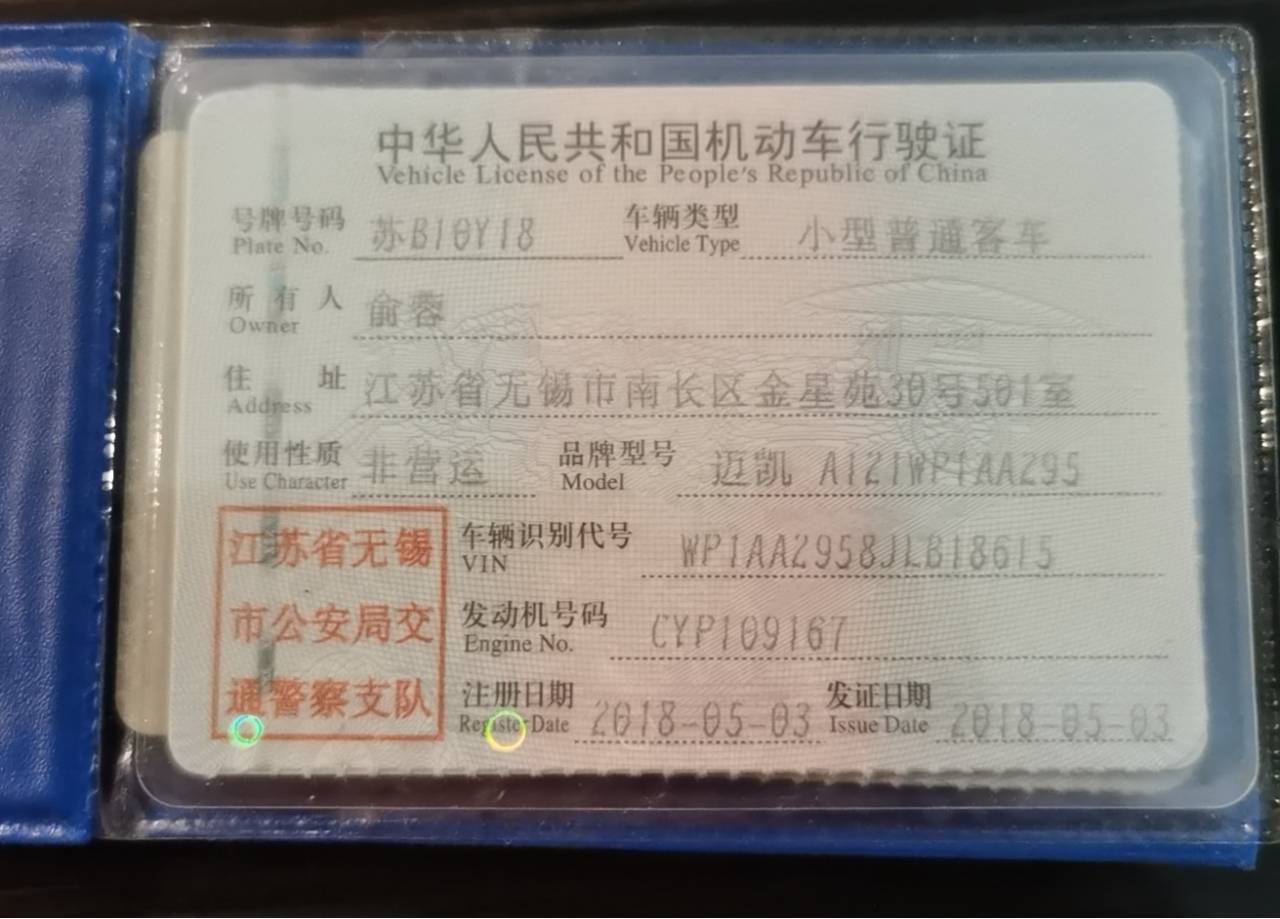 中华人民共和国机动车行驶证
Vehicle License of the People's Republic of China
号牌号码 苏B10Y18 车辆类型 小型普通客车
Plate No. Vehicle Type
所有人 俞蓉
Owner
住址 江苏省无锡市南长区金星苑30号501室
Address
使用性质 非营运 品牌型号 迈凯 A121WP1AA295
Use Character Model
江苏省无锡
市公安局交
通警察支队
车辆识别代号 WP1AA2958JLB18615
VIN
发动机号码 CYP109167
Engine No.
注册日期 2018-05-03 发证日期 2018-05-03
Register Date Issue Date